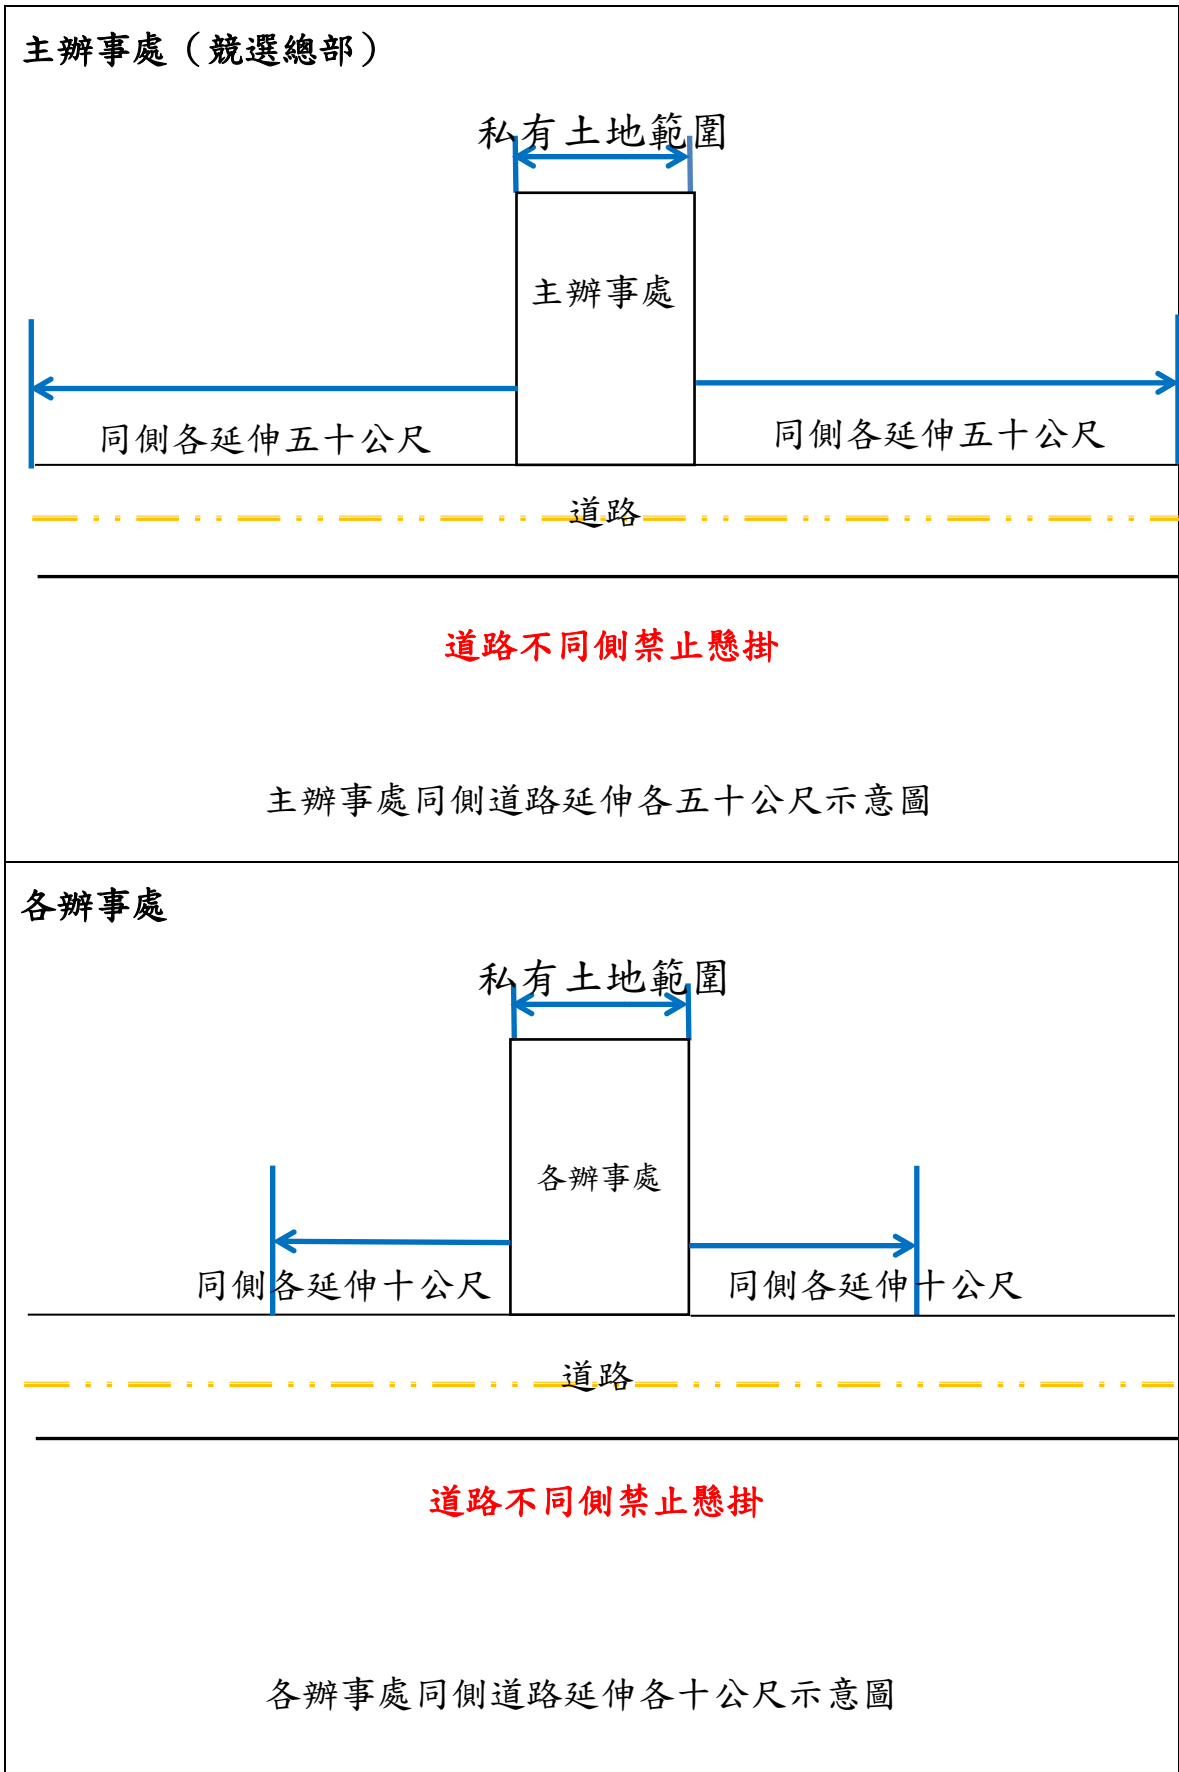 主辦事處（競選總部）
私有土地範圍
主辦事處
同側各延伸五十公尺
同側各延伸五十公尺
道路
道路不同側禁止懸掛
主辦事處同側道路延伸各五十公尺示意圖
各辦事處
私有土地範圍
各辦事處
同側各延伸十公尺
同側各延伸十公尺
道路
道路不同側禁止懸掛
各辦事處同側道路延伸各十公尺示意圖